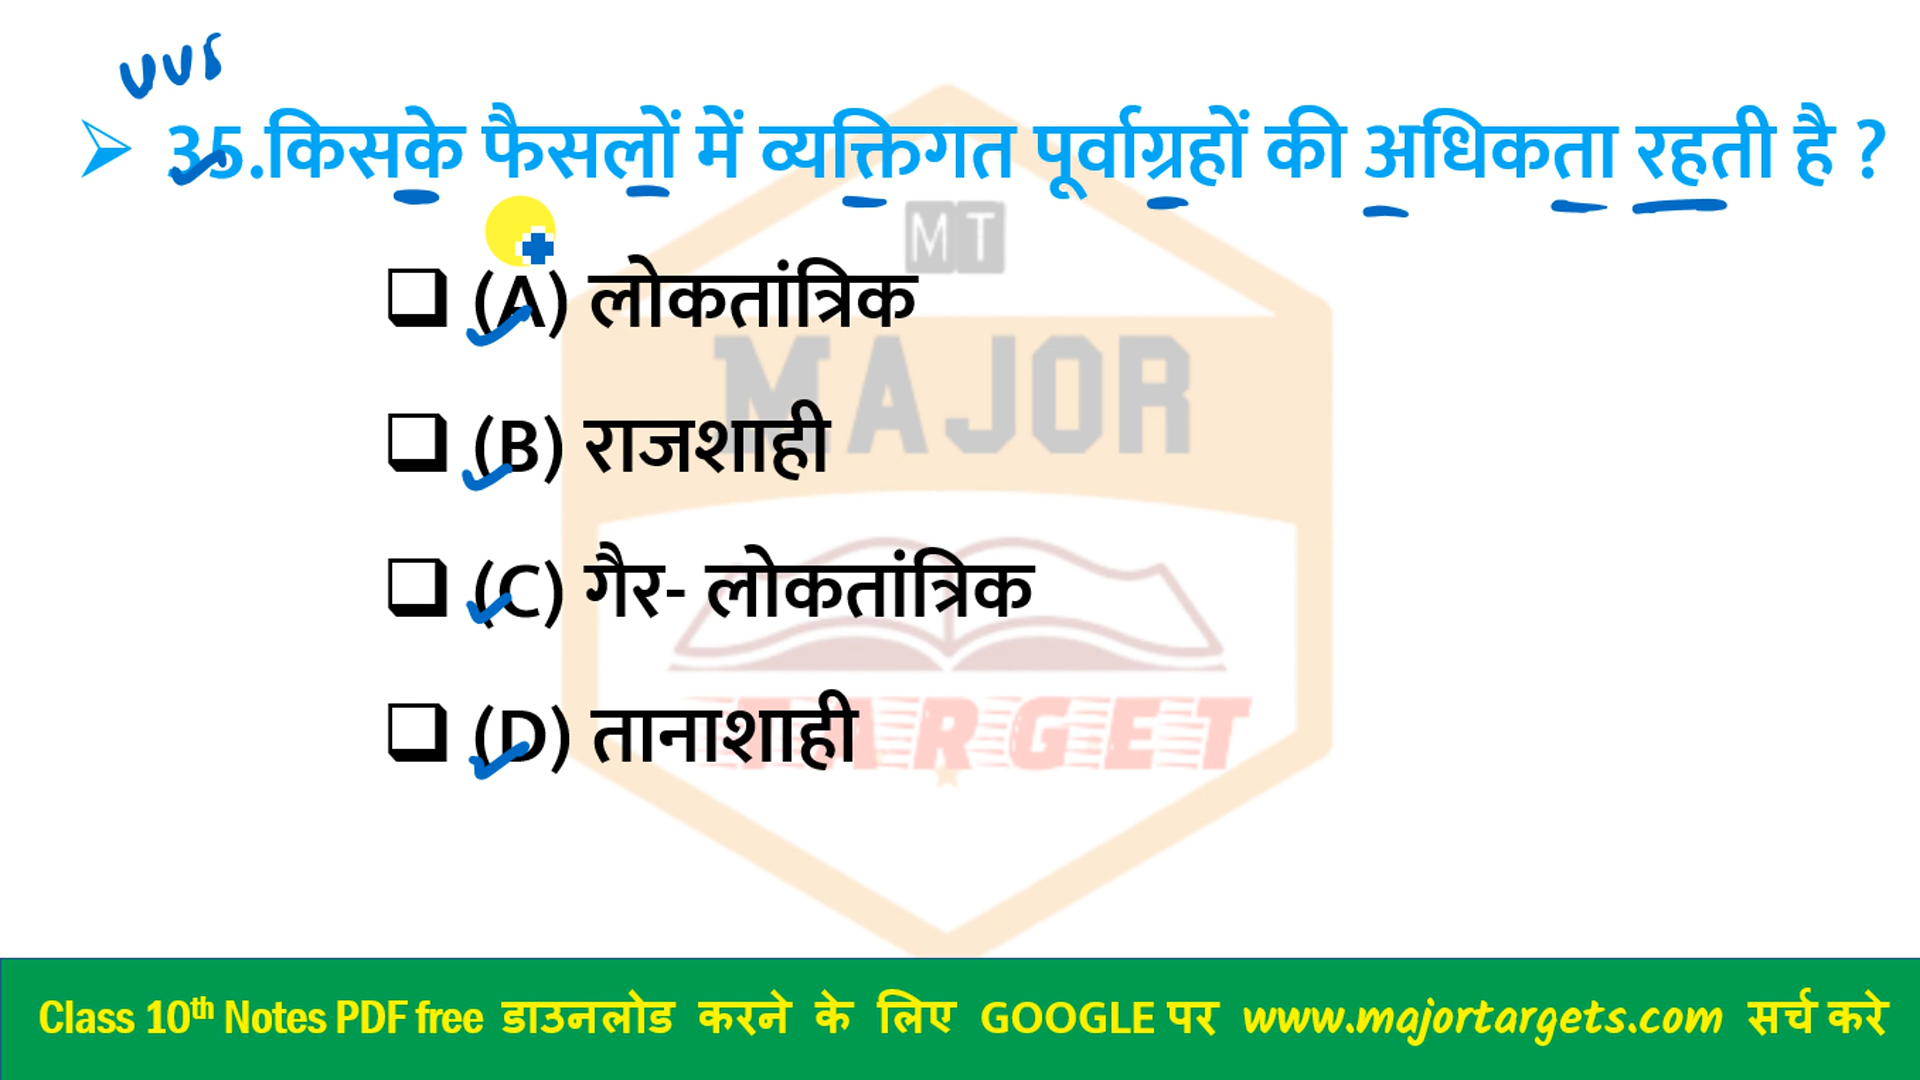 VVI
35.किसके फैसलों में व्यक्तिगत पूर्वाग्रहों की अधिकता रहती है ?
MT
(A) लोकतांत्रिक
MAJOR
(B) राजशाही
(C) गैर- लोकतांत्रिक
(D) तानाशाही
TARGET
Class 10th Notes PDF free डाउनलोड करने के लिए GOOGLE पर www.majortargets.com सर्च करे